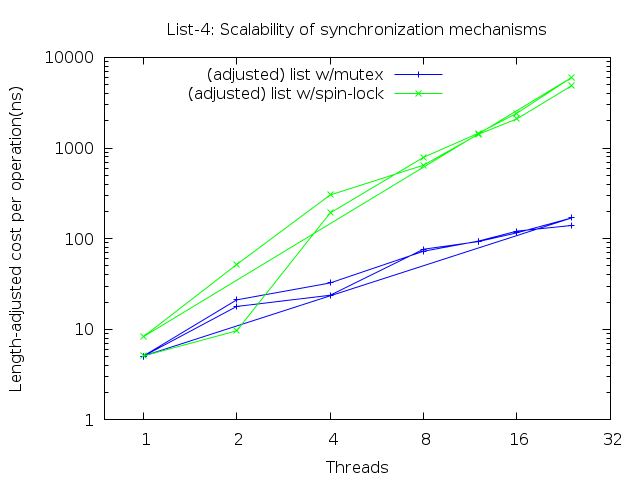 List-4: Scalability of synchronization mechanisms
10000
1000
100
10
1
Length-adjusted cost per operation(ns)
(adjusted) list w/mutex
(adjusted) list w/spin-lock
1 2 4 8 16 32
Threads